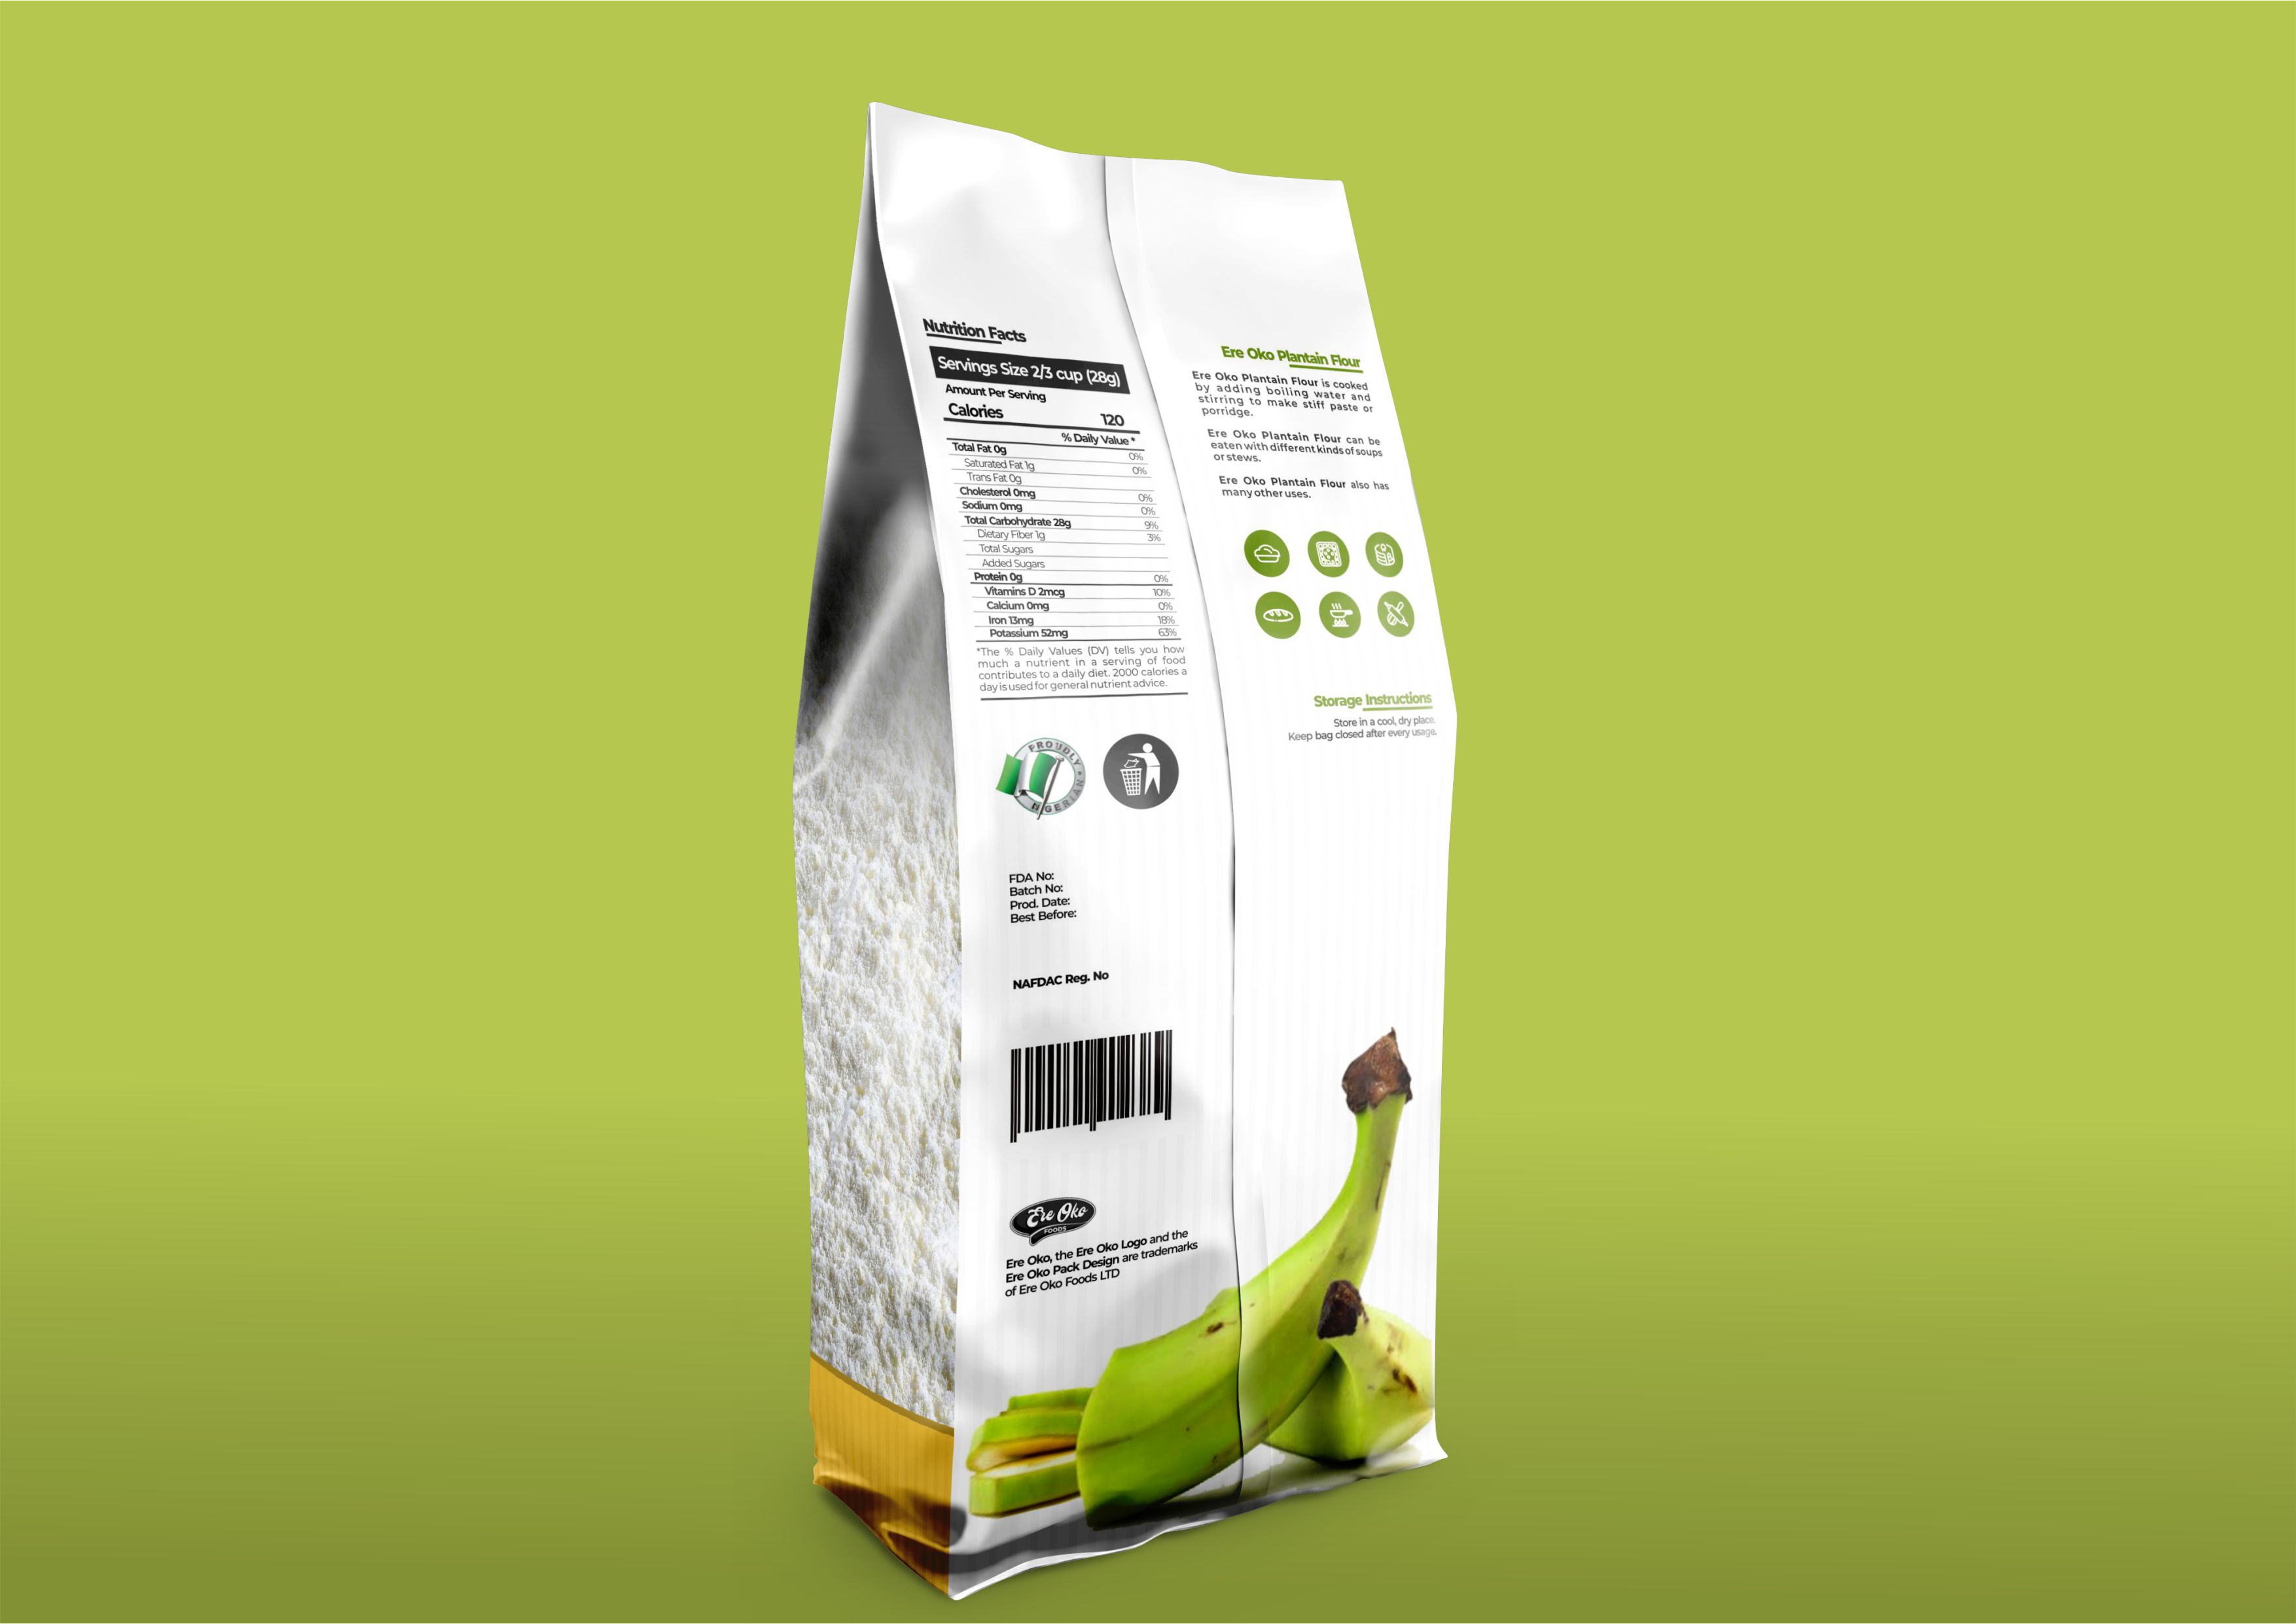 Nutrition Facts
Servings Size 2/3 cup (28g)
Amount Per Serving
Calories 120
% Daily Value *
Total Fat 0g 0%
Saturated Fat 1g 0%
Trans Fat 0g
Cholesterol 0mg 0%
Sodium 0mg 0%
Total Carbohydrate 28g 9%
Dietary Fiber 1g 3%
Total Sugars
Added Sugars
Protein 0g 0%
Vitamins D 2mcg 10%
Calcium 0mg 0%
Iron 13mg 18%
Potassium 52mg 63%
*The % Daily Values (DV) tells you how
much a nutrient in a serving of food
contributes to a daily diet. 2000 calories a
day is used for general nutrient advice.
PROUDLY NIGERIAN
FDA No:
Batch No:
Prod. Date:
Best Before:
NAFDAC Reg. No
Ere Oko
FOODS
Ere Oko, the Ere Oko Logo and the
Ere Oko Pack Design are trademarks
of Ere Oko Foods LTD
Ere Oko Plantain Flour
Ere Oko Plantain Flour is cooked
by adding boiling water and
stirring to make stiff paste or
porridge.
Ere Oko Plantain Flour can be
eaten with different kinds of soups
or stews.
Ere Oko Plantain Flour also has
many other uses.
Storage Instructions
Store in a cool, dry place.
Keep bag closed after every usage.